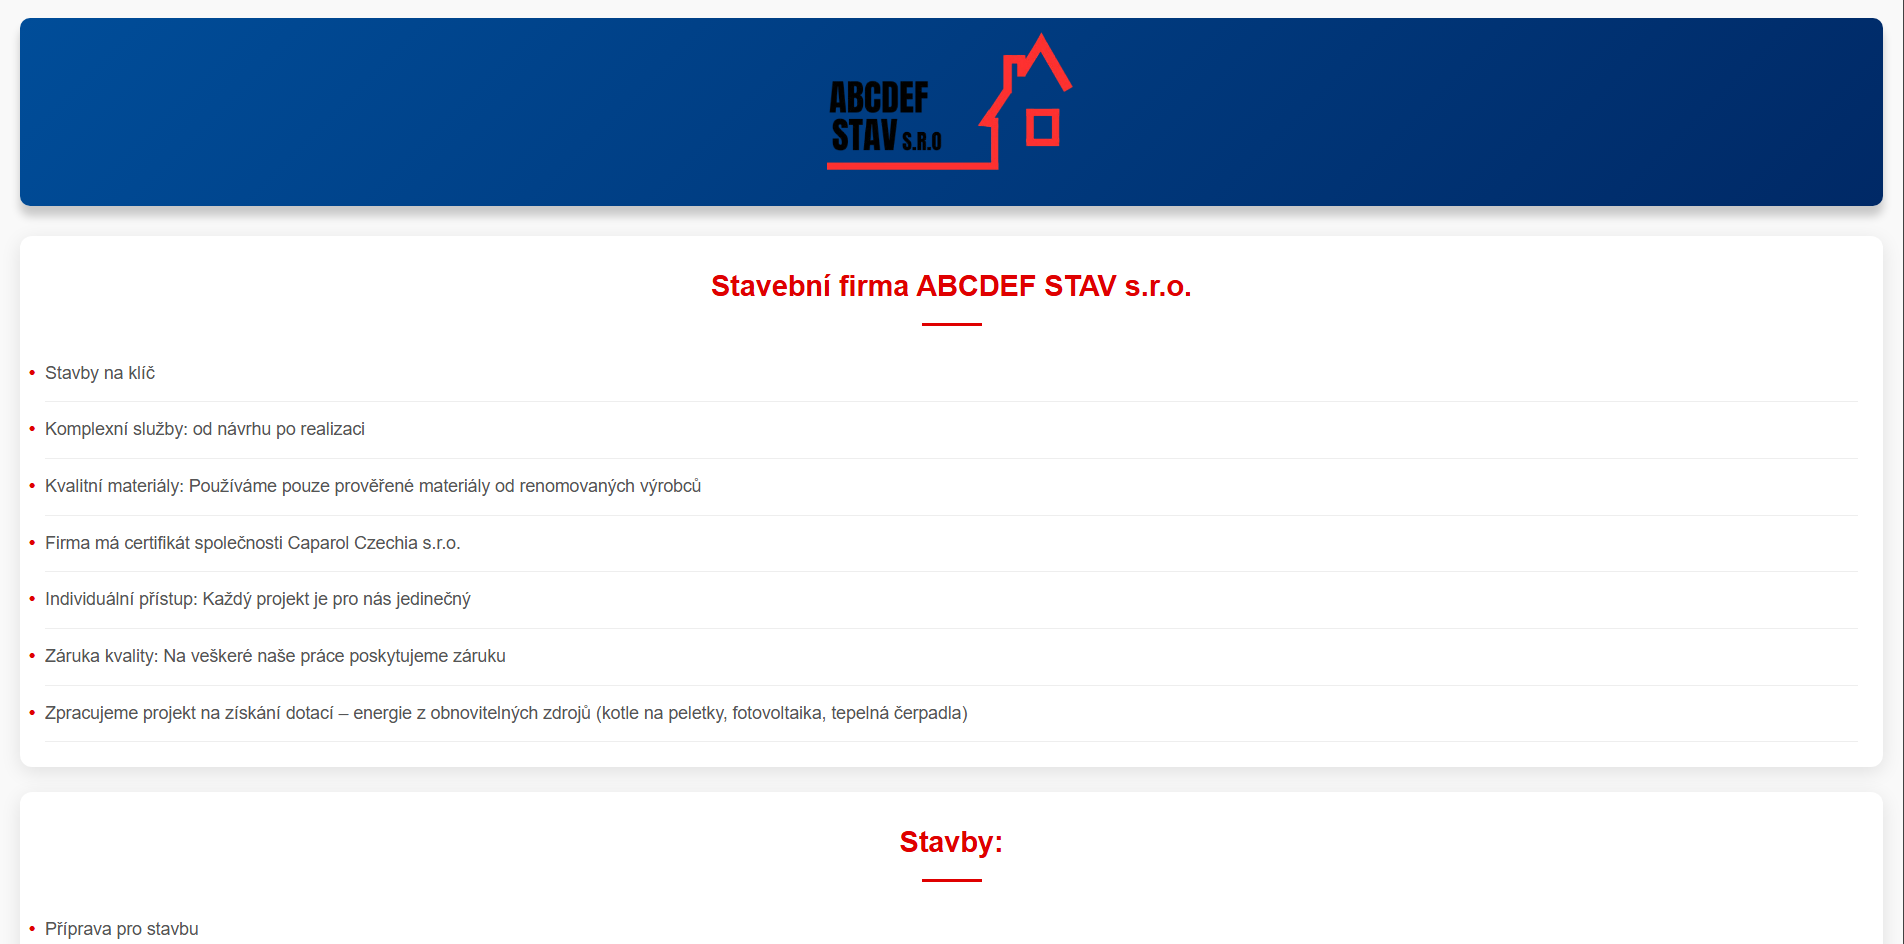 ABCDEF
STAV S.R.O
Stavební firma ABCDEF STAV s.r.o.
• Stavby na klíč
• Komplexní služby: od návrhu po realizaci
• Kvalitní materiály: Používáme pouze prověřené materiály od renomovaných výrobců
• Firma má certifikát společnosti Caparol Czechia s.r.o.
• Individuální přístup: Každý projekt je pro nás jedinečný
• Záruka kvality: Na veškeré naše práce poskytujeme záruku
• Zpracujeme projekt na získání dotací – energie z obnovitelných zdrojů (kotle na peletky, fotovoltaika, tepelná čerpadla)
Stavby:
• Příprava pro stavbu